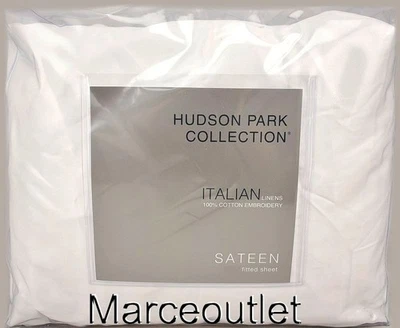 HUDSON PARK
COLLECTION®
ITALIAN LINENS
100% COTTON EMBROIDERY
SATEEN
fitted sheet
Marceoutlet